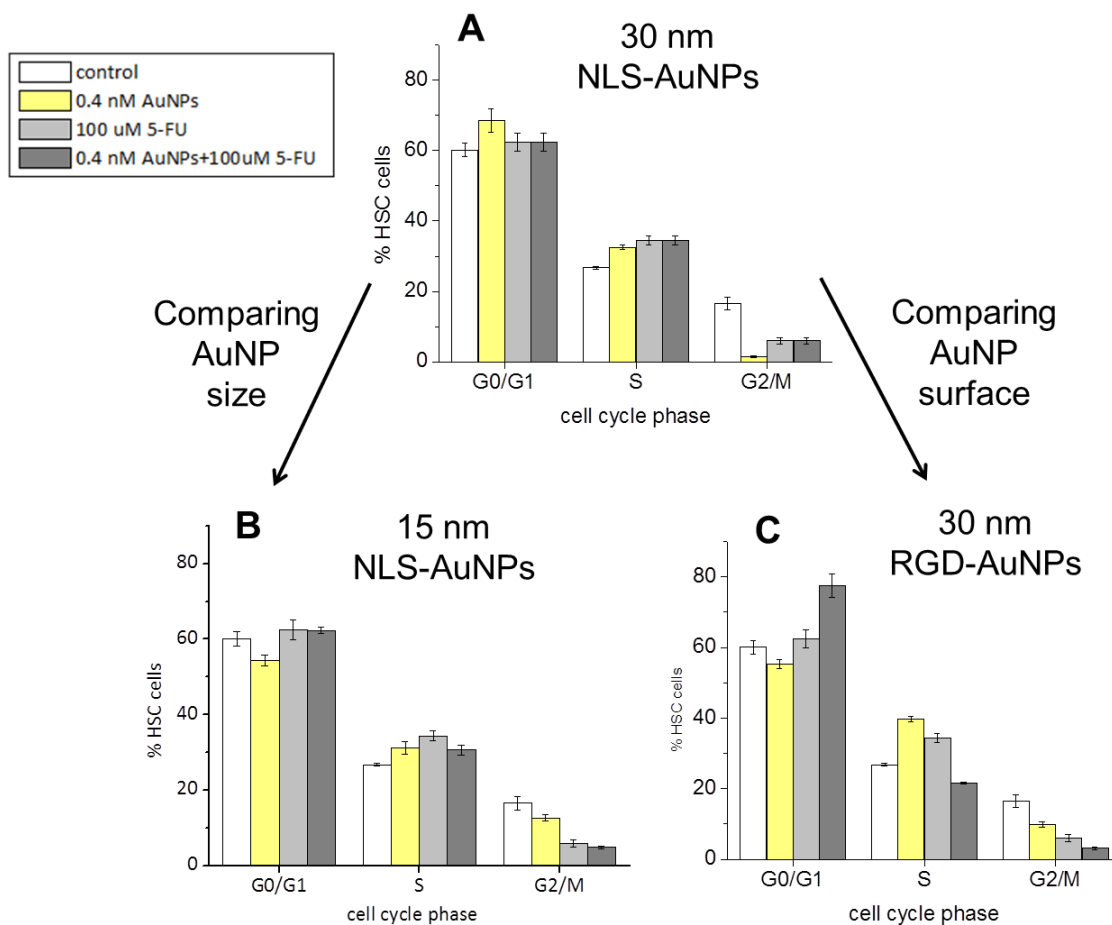 control
0.4 nM AuNPs
100 uM 5-FU
0.4 nM AuNPs+100uM 5-FU
A
30 nm
NLS-AuNPs
80
60
40
20
0
% HSC cells
G0/G1 S G2/M
cell cycle phase
Comparing
AuNP
size
Comparing
AuNP
surface
B
15 nm
NLS-AuNPs
80
60
40
20
0
% HSC cells
G0/G1 S G2/M
cell cycle phase
C
30 nm
RGD-AuNPs
80
60
40
20
0
% HSC cells
G0/G1 S G2/M
cell cycle phase